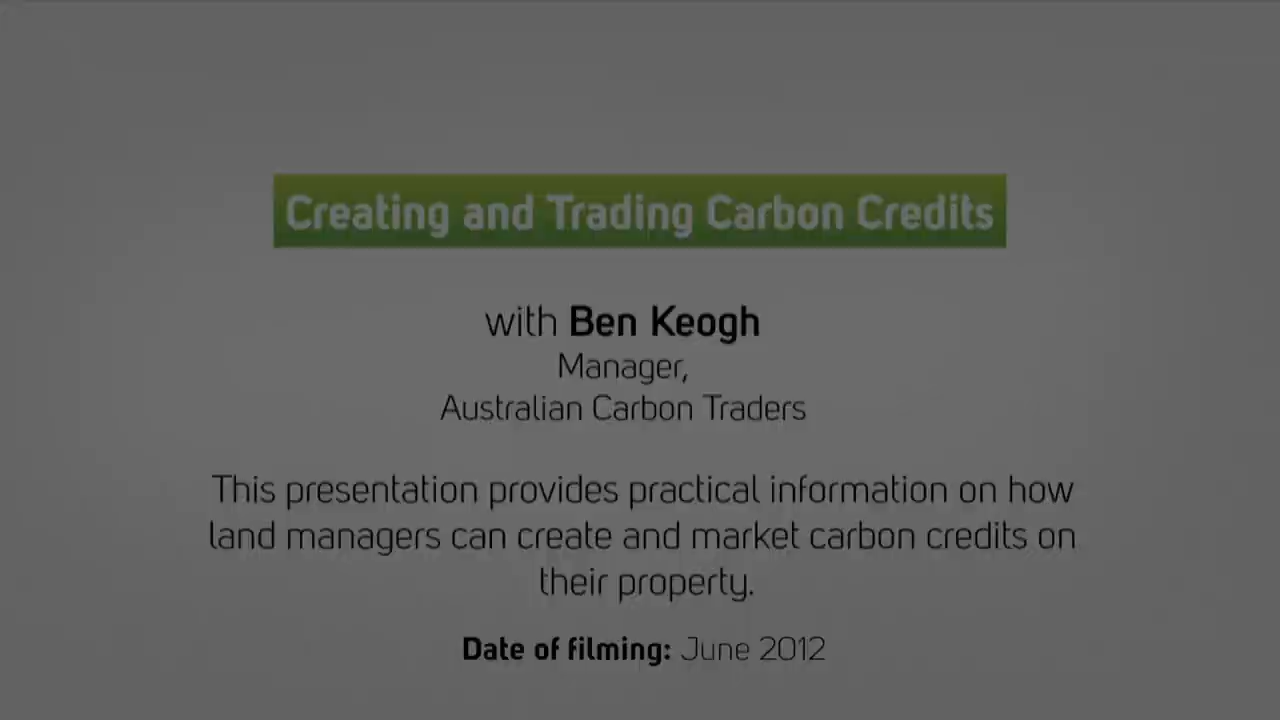 Creating and Trading Carbon Credits
with Ben Keogh
Manager,
Australian Carbon Traders
This presentation provides practical information on how
land managers can create and market carbon credits on
their property.
Date of filming: June 2012